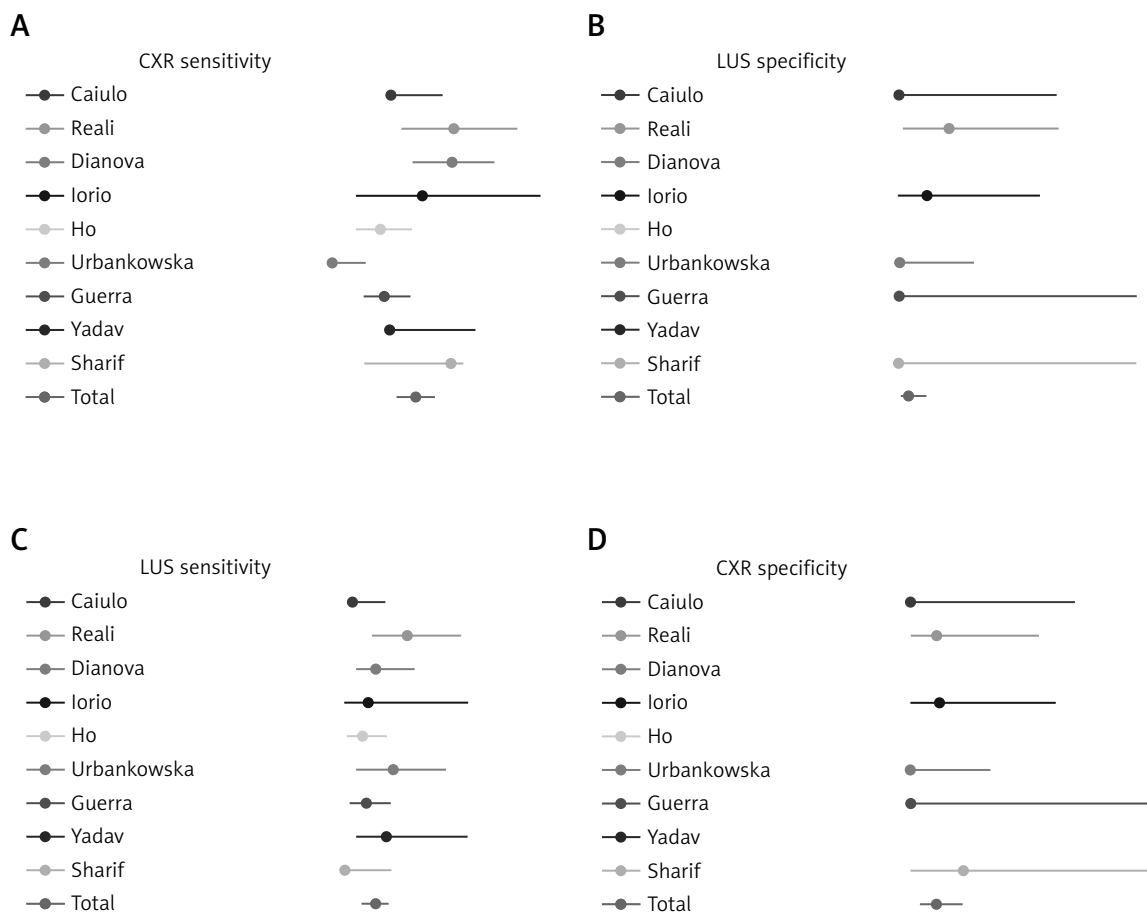 A
CXR sensitivity
Caiulo
Reali
Dianova
Iorio
Ho
Urbankowska
Guerra
Yadav
Sharif
Total
B
LUS specificity
Caiulo
Reali
Dianova
Iorio
Ho
Urbankowska
Guerra
Yadav
Sharif
Total
C
LUS sensitivity
Caiulo
Reali
Dianova
Iorio
Ho
Urbankowska
Guerra
Yadav
Sharif
Total
D
CXR specificity
Caiulo
Reali
Dianova
Iorio
Ho
Urbankowska
Guerra
Yadav
Sharif
Total